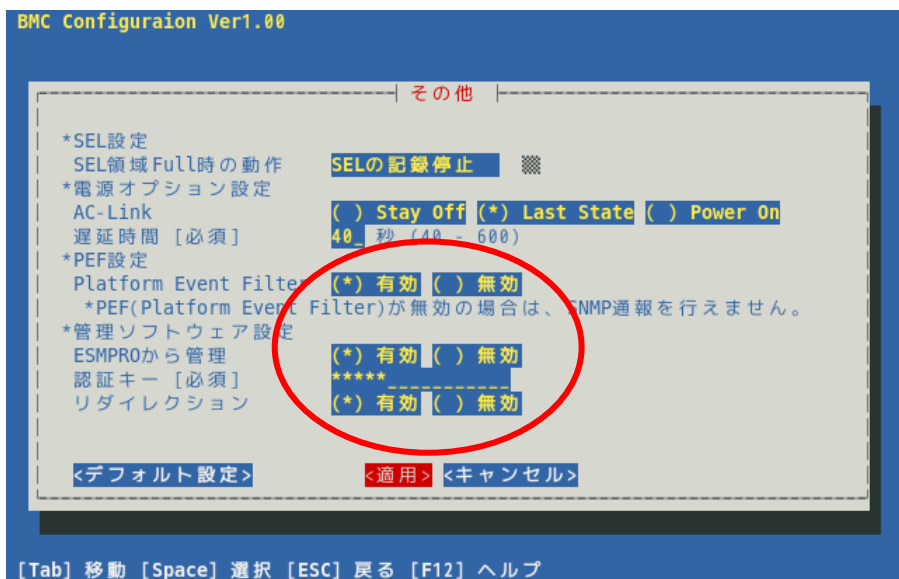 BMC Configuraion Ver1.00
その他
*SEL設定
SEL領域Full時の動作 SELの記録停止
*電源オプション設定
AC-Link ( ) Stay Off (*) Last State ( ) Power On
遅延時間 [必須] 40_ 秒 (40 - 600)
*PEF設定
Platform Event Filter (*) 有効 ( ) 無効
*PEF(Platform Event Filter)が無効の場合は、SNMP通報を行えません。
*管理ソフトウェア設定
ESMPROから管理 (*) 有効 ( ) 無効
認証キー [必須] *****___________
リダイレクション (*) 有効 ( ) 無効
<デフォルト設定> <適用> <キャンセル>
[Tab] 移動 [Space] 選択 [ESC] 戻る [F12] ヘルプ